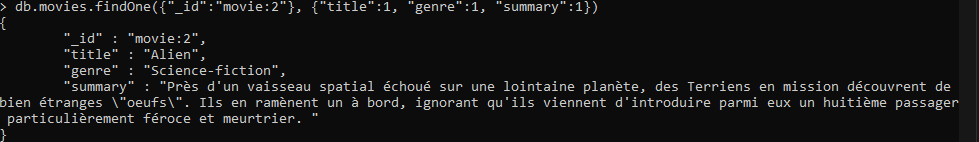 > db.movies.findOne({"_id":"movie:2"}, {"title":1, "genre":1, "summary":1})
{
        "_id" : "movie:2",
        "title" : "Alien",
        "genre" : "Science-fiction",
        "summary" : "Près d'un vaisseau spatial échoué sur une lointaine planète, des Terriens en mission découvrent de
bien étranges \"oeufs\". Ils en ramènent un à bord, ignorant qu'ils viennent d'introduire parmi eux un huitième passager
 particulièrement féroce et meurtrier. "
}